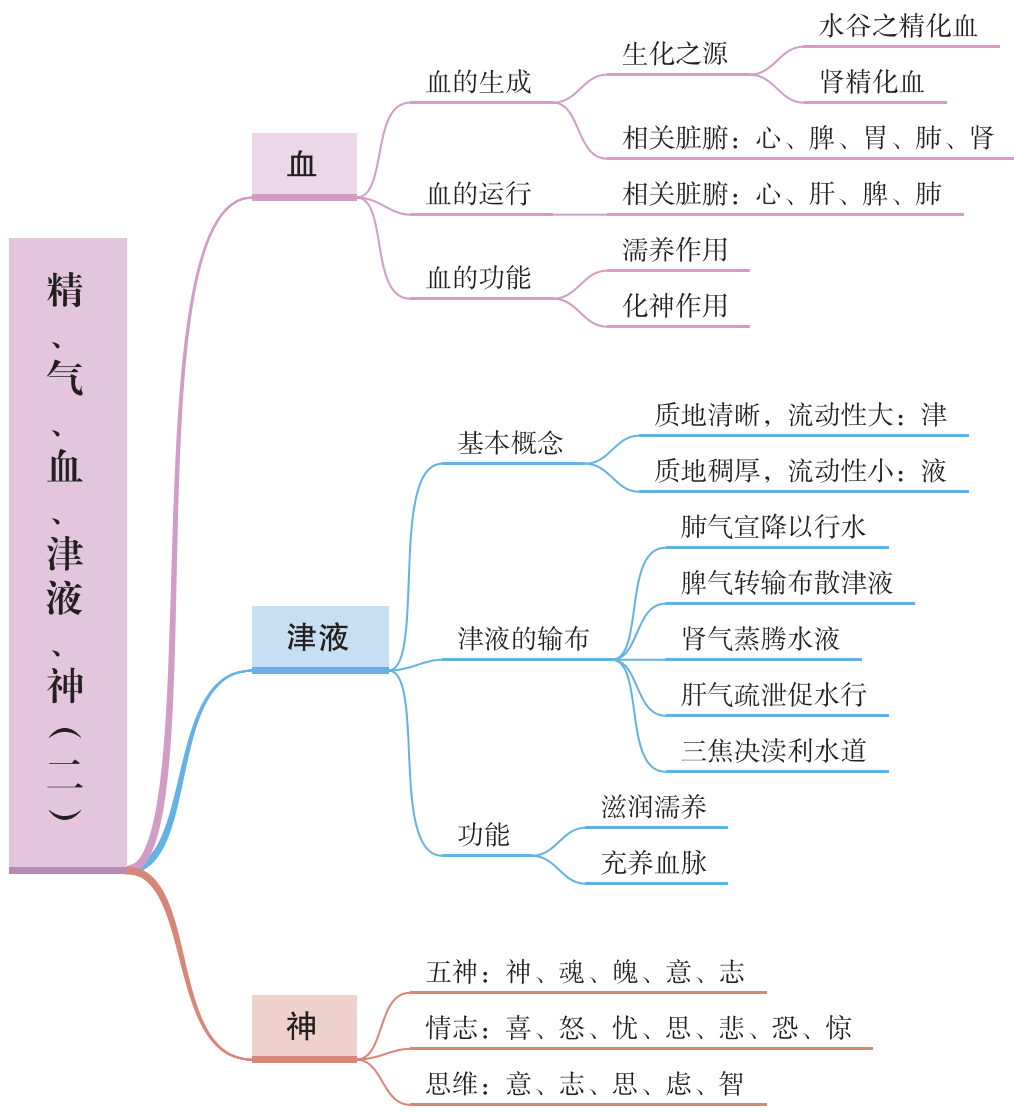 精、气、血、津液、神（二）
血
血的生成
生化之源
水谷之精化血
肾精化血
相关脏腑：心、脾、胃、肺、肾
血的运行
相关脏腑：心、肝、脾、肺
血的功能
濡养作用
化神作用
津液
基本概念
质地清晰，流动性大：津
质地稠厚，流动性小：液
津液的输布
肺气宣降以行水
脾气转输布散津液
肾气蒸腾水液
肝气疏泄促水行
三焦决渎利水道
功能
滋润濡养
充养血脉
神
五神：神、魂、魄、意、志
情志：喜、怒、忧、思、悲、恐、惊
思维：意、志、思、虑、智